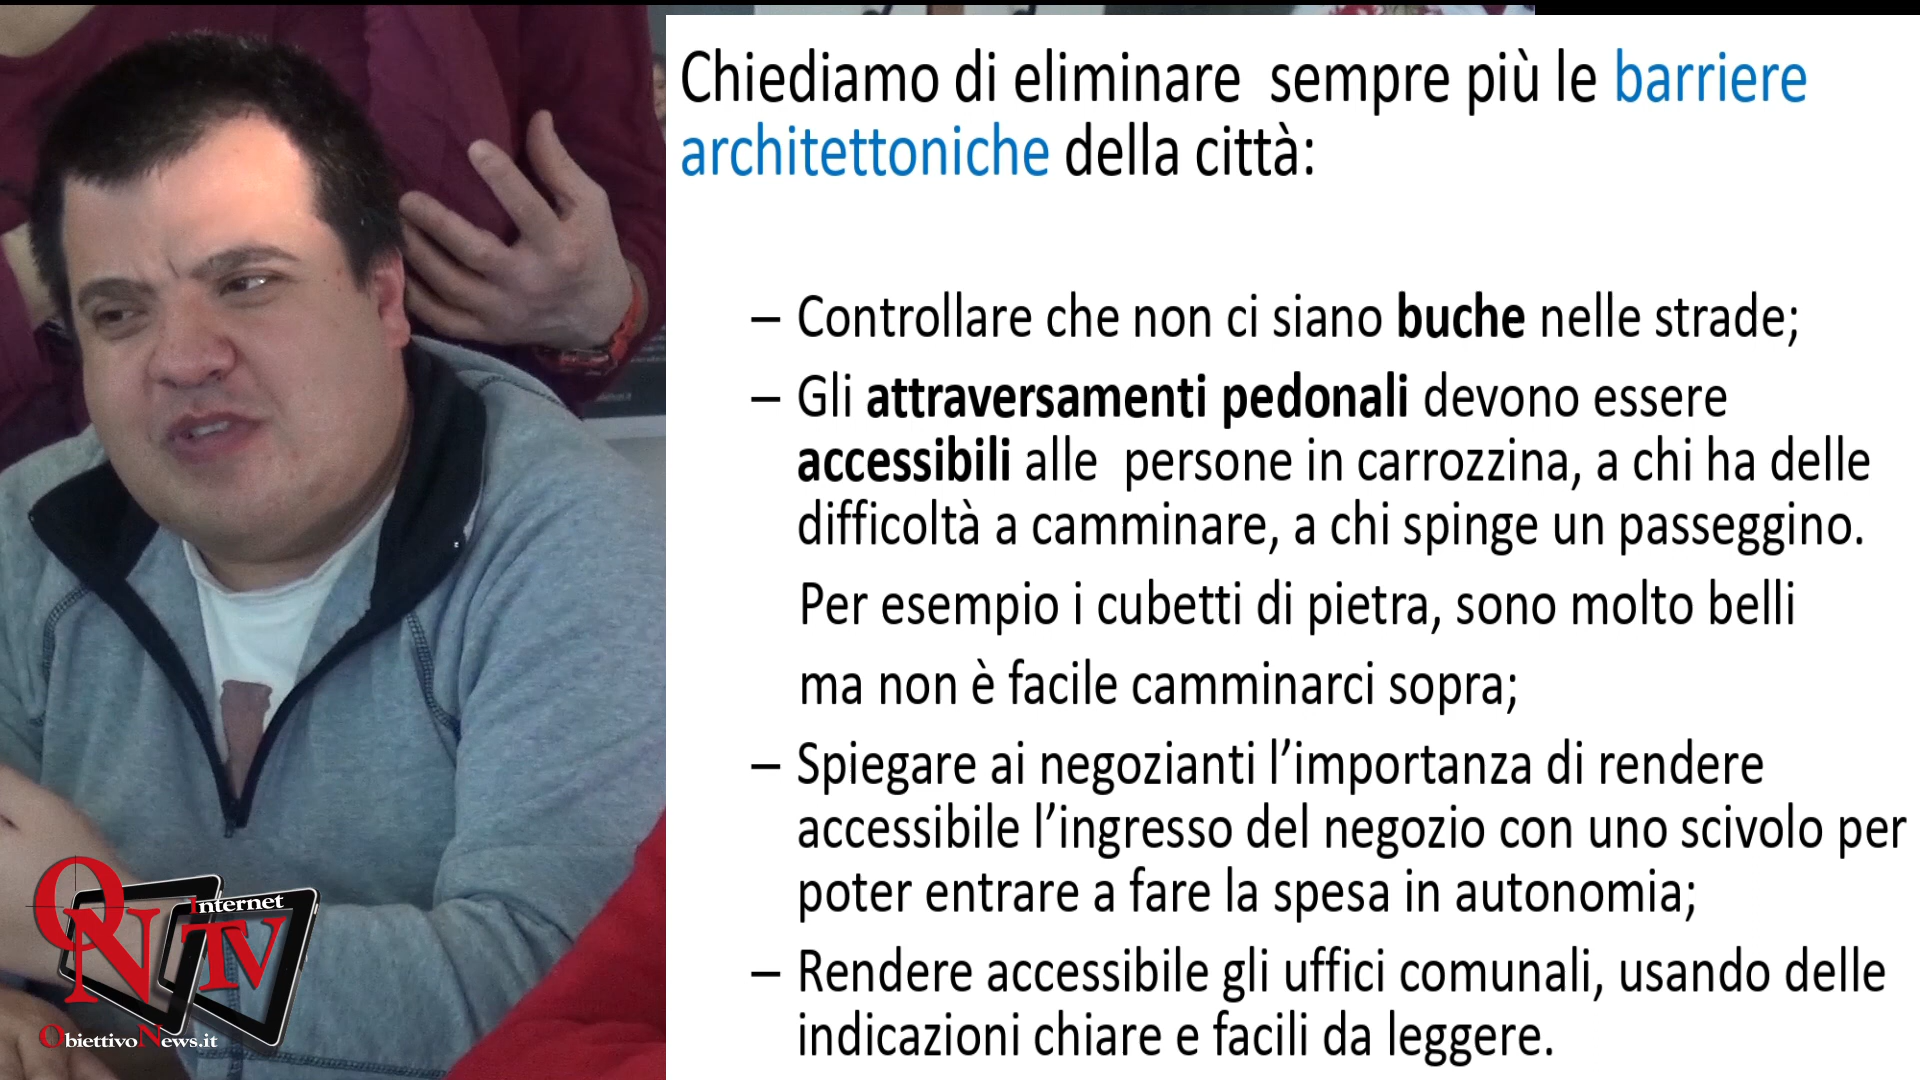 Chiediamo di eliminare sempre più le barriere
architettoniche della città:
– Controllare che non ci siano buche nelle strade;
– Gli attraversamenti pedonali devono essere
accessibili alle persone in carrozzina, a chi ha delle
difficoltà a camminare, a chi spinge un passeggino.
Per esempio i cubetti di pietra, sono molto belli
ma non è facile camminarci sopra;
– Spiegare ai negozianti l’importanza di rendere
accessibile l’ingresso del negozio con uno scivolo per
poter entrare a fare la spesa in autonomia;
– Rendere accessibile gli uffici comunali, usando delle
indicazioni chiare e facili da leggere.
Internet
ON TV
ObiettivoNews.it